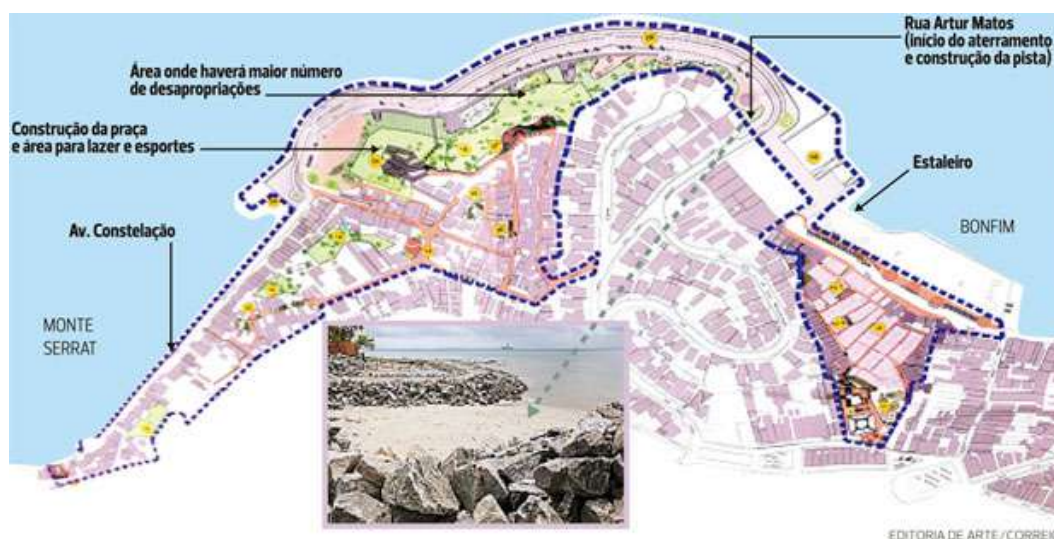 Rua Artur Matos
(início do aterramento
e construção da pista)
Área onde haverá maior número
de desapropriações
Construção da praça
e área para lazer e esportes
Estaleiro
Av. Constelação
BONFIM
MONTE
SERRAT
EDITORIA DE ARTE/CORREIO